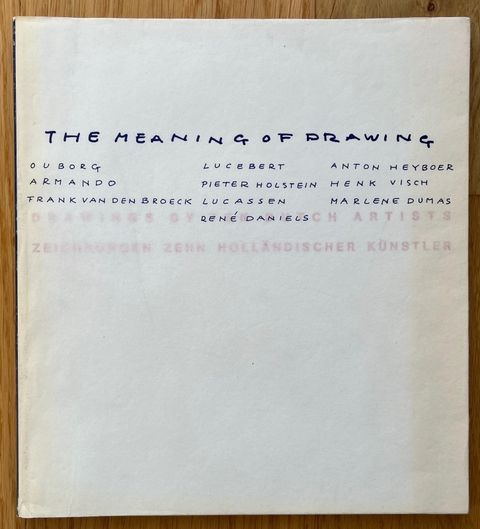 THE MEANING OF DRAWING
OUBORG LUCEBERT ANTON HEYBOER
ARMANDO PIETER HOLSTEIN HENK VISCH
FRANK VAN DEN BROECK LUCASSEN MARLENE DUMAS
RENÉ DANIELS
DRAWINGS BY ARTISTS
ZEICHNUNGEN ZEHN HOLLÄNDISCHER KÜNSTLER